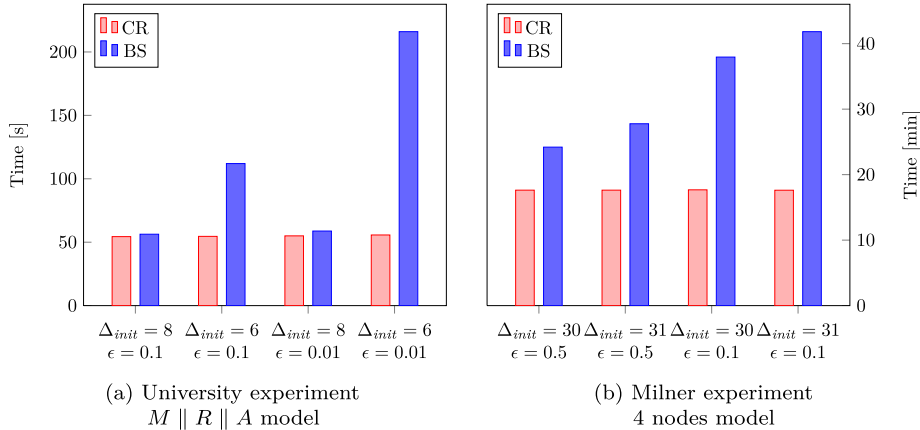 CR
BS
Time [s]
200
150
100
50
0
Δinit = 8 Δinit = 6 Δinit = 8 Δinit = 6
ϵ = 0.1 ϵ = 0.1 ϵ = 0.01 ϵ = 0.01
(a) University experiment
M ∥ R ∥ A model
CR
BS
Time [min]
40
30
20
10
0
Δinit = 30 Δinit = 31 Δinit = 30 Δinit = 31
ϵ = 0.5 ϵ = 0.5 ϵ = 0.1 ϵ = 0.1
(b) Milner experiment
4 nodes model